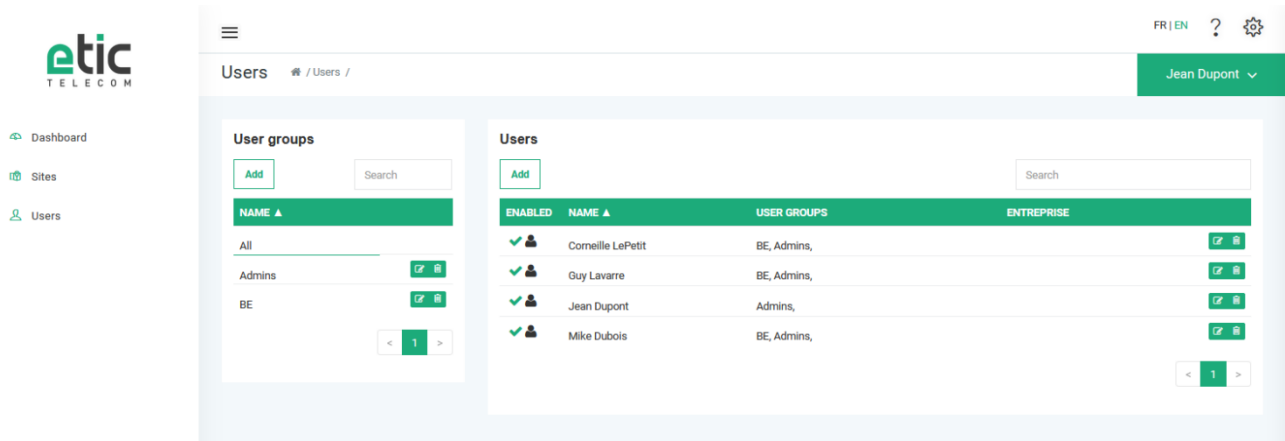 etic
TELECOM
FR | EN ?
Users / Users /
Jean Dupont
Dashboard
Sites
Users
User groups
Add Search
NAME ▲
All
Admins
BE
< 1 >
Users
Add Search
ENABLED NAME ▲ USER GROUPS ENTREPRISE
Corneille LePetit BE, Admins,
Guy Lavarre BE, Admins,
Jean Dupont Admins,
Mike Dubois BE, Admins,
< 1 >